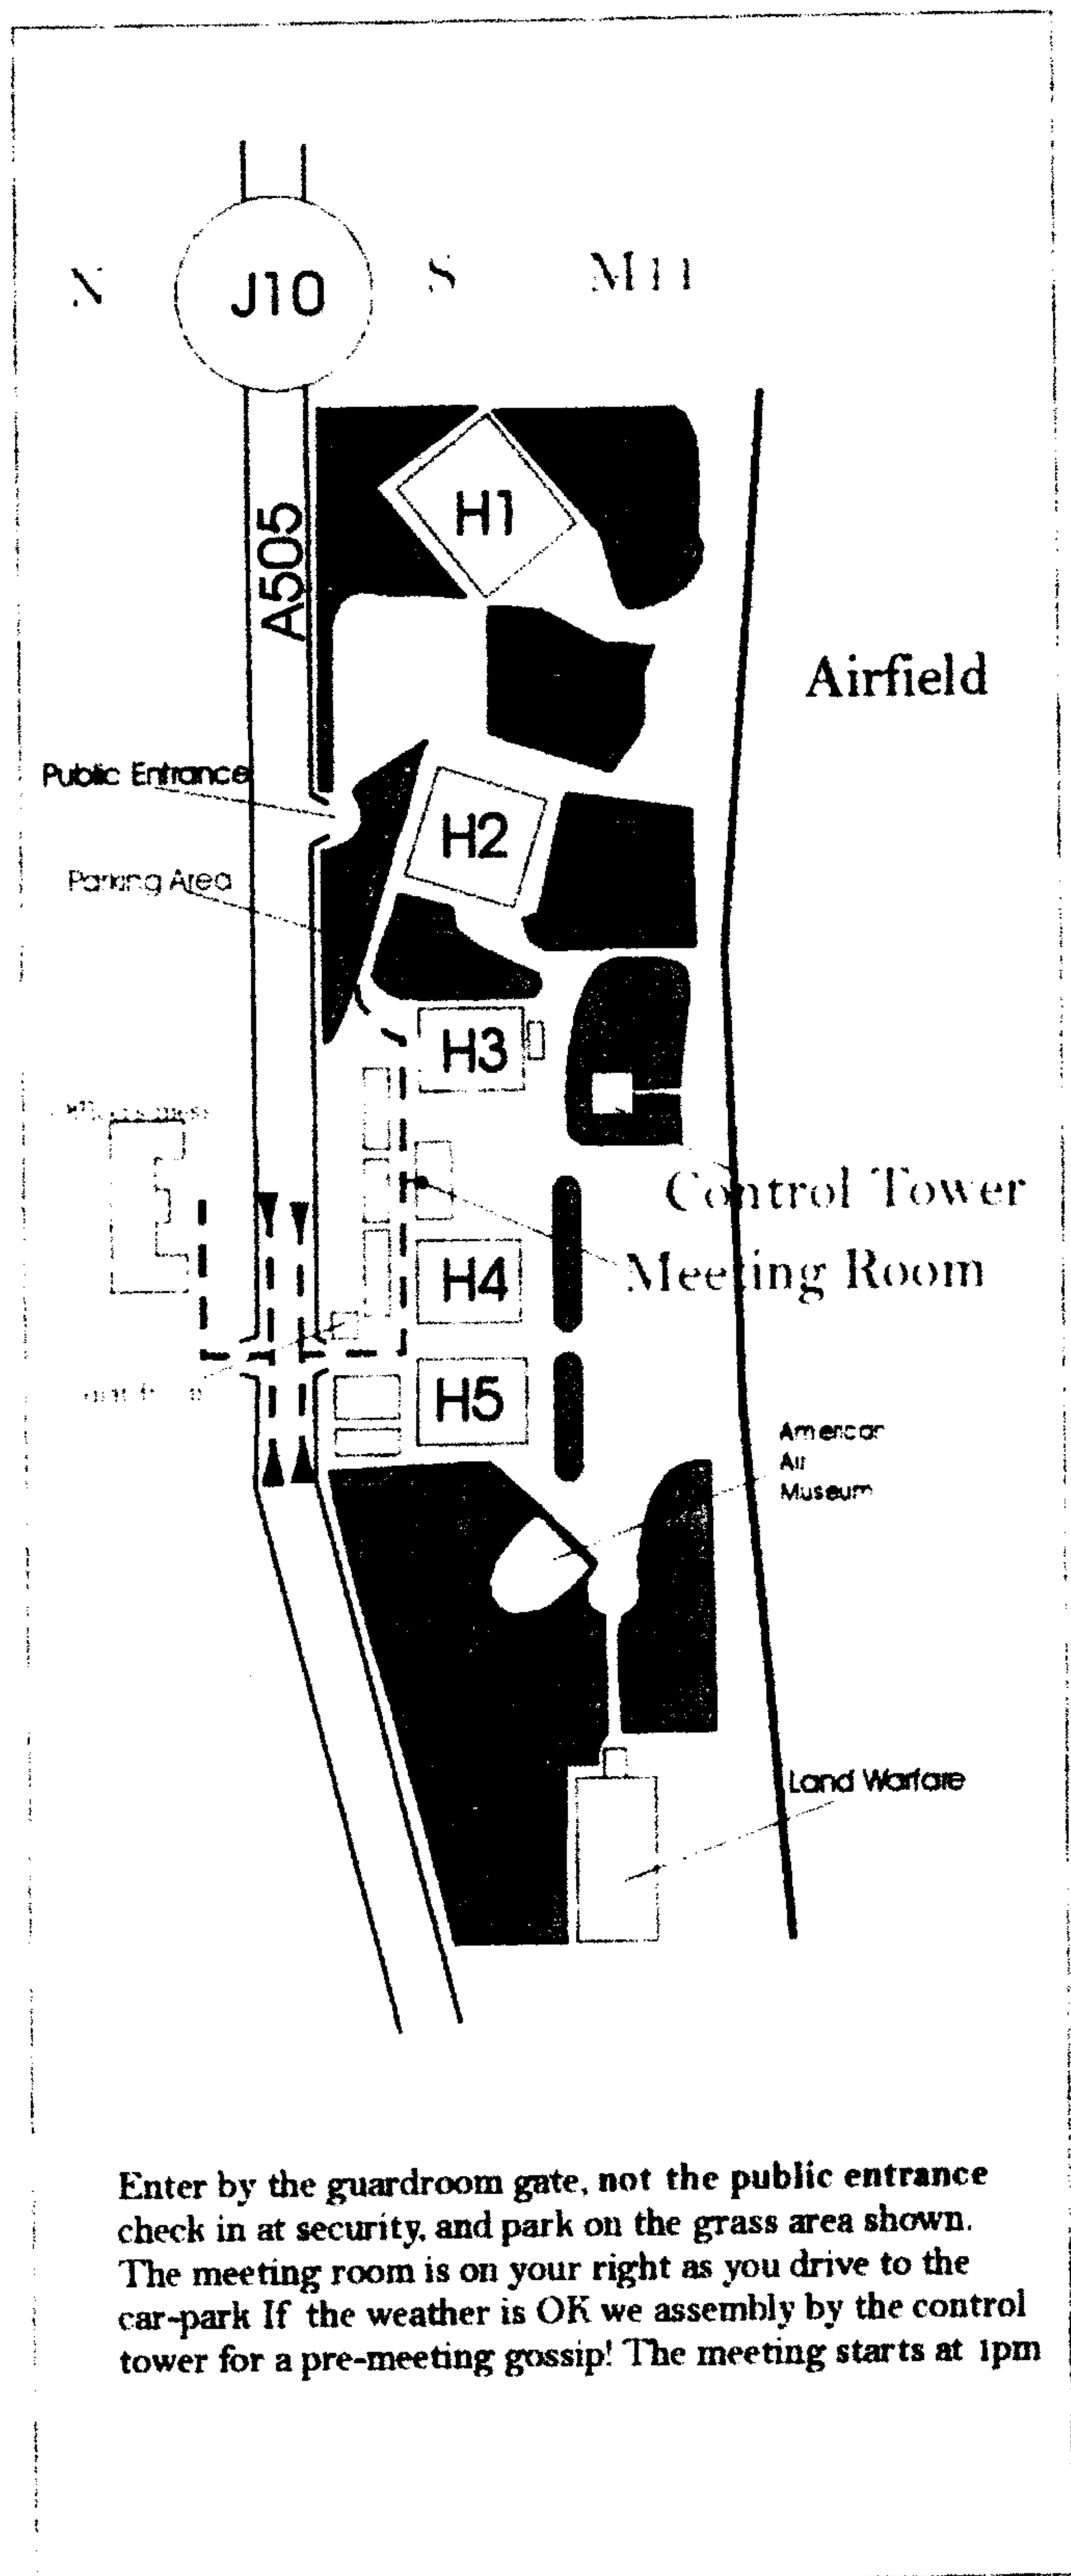 N
J10
S
M11
A505
H1
Airfield
Public Entrance
H2
Parking Area
H3
Control Tower
Meeting Room
H4
H5
American
Air
Museum
Land Warfare
Enter by the guardroom gate, not the public entrance
check in at security, and park on the grass area shown.
The meeting room is on your right as you drive to the
car-park If the weather is OK we assembly by the control
tower for a pre-meeting gossip! The meeting starts at 1pm